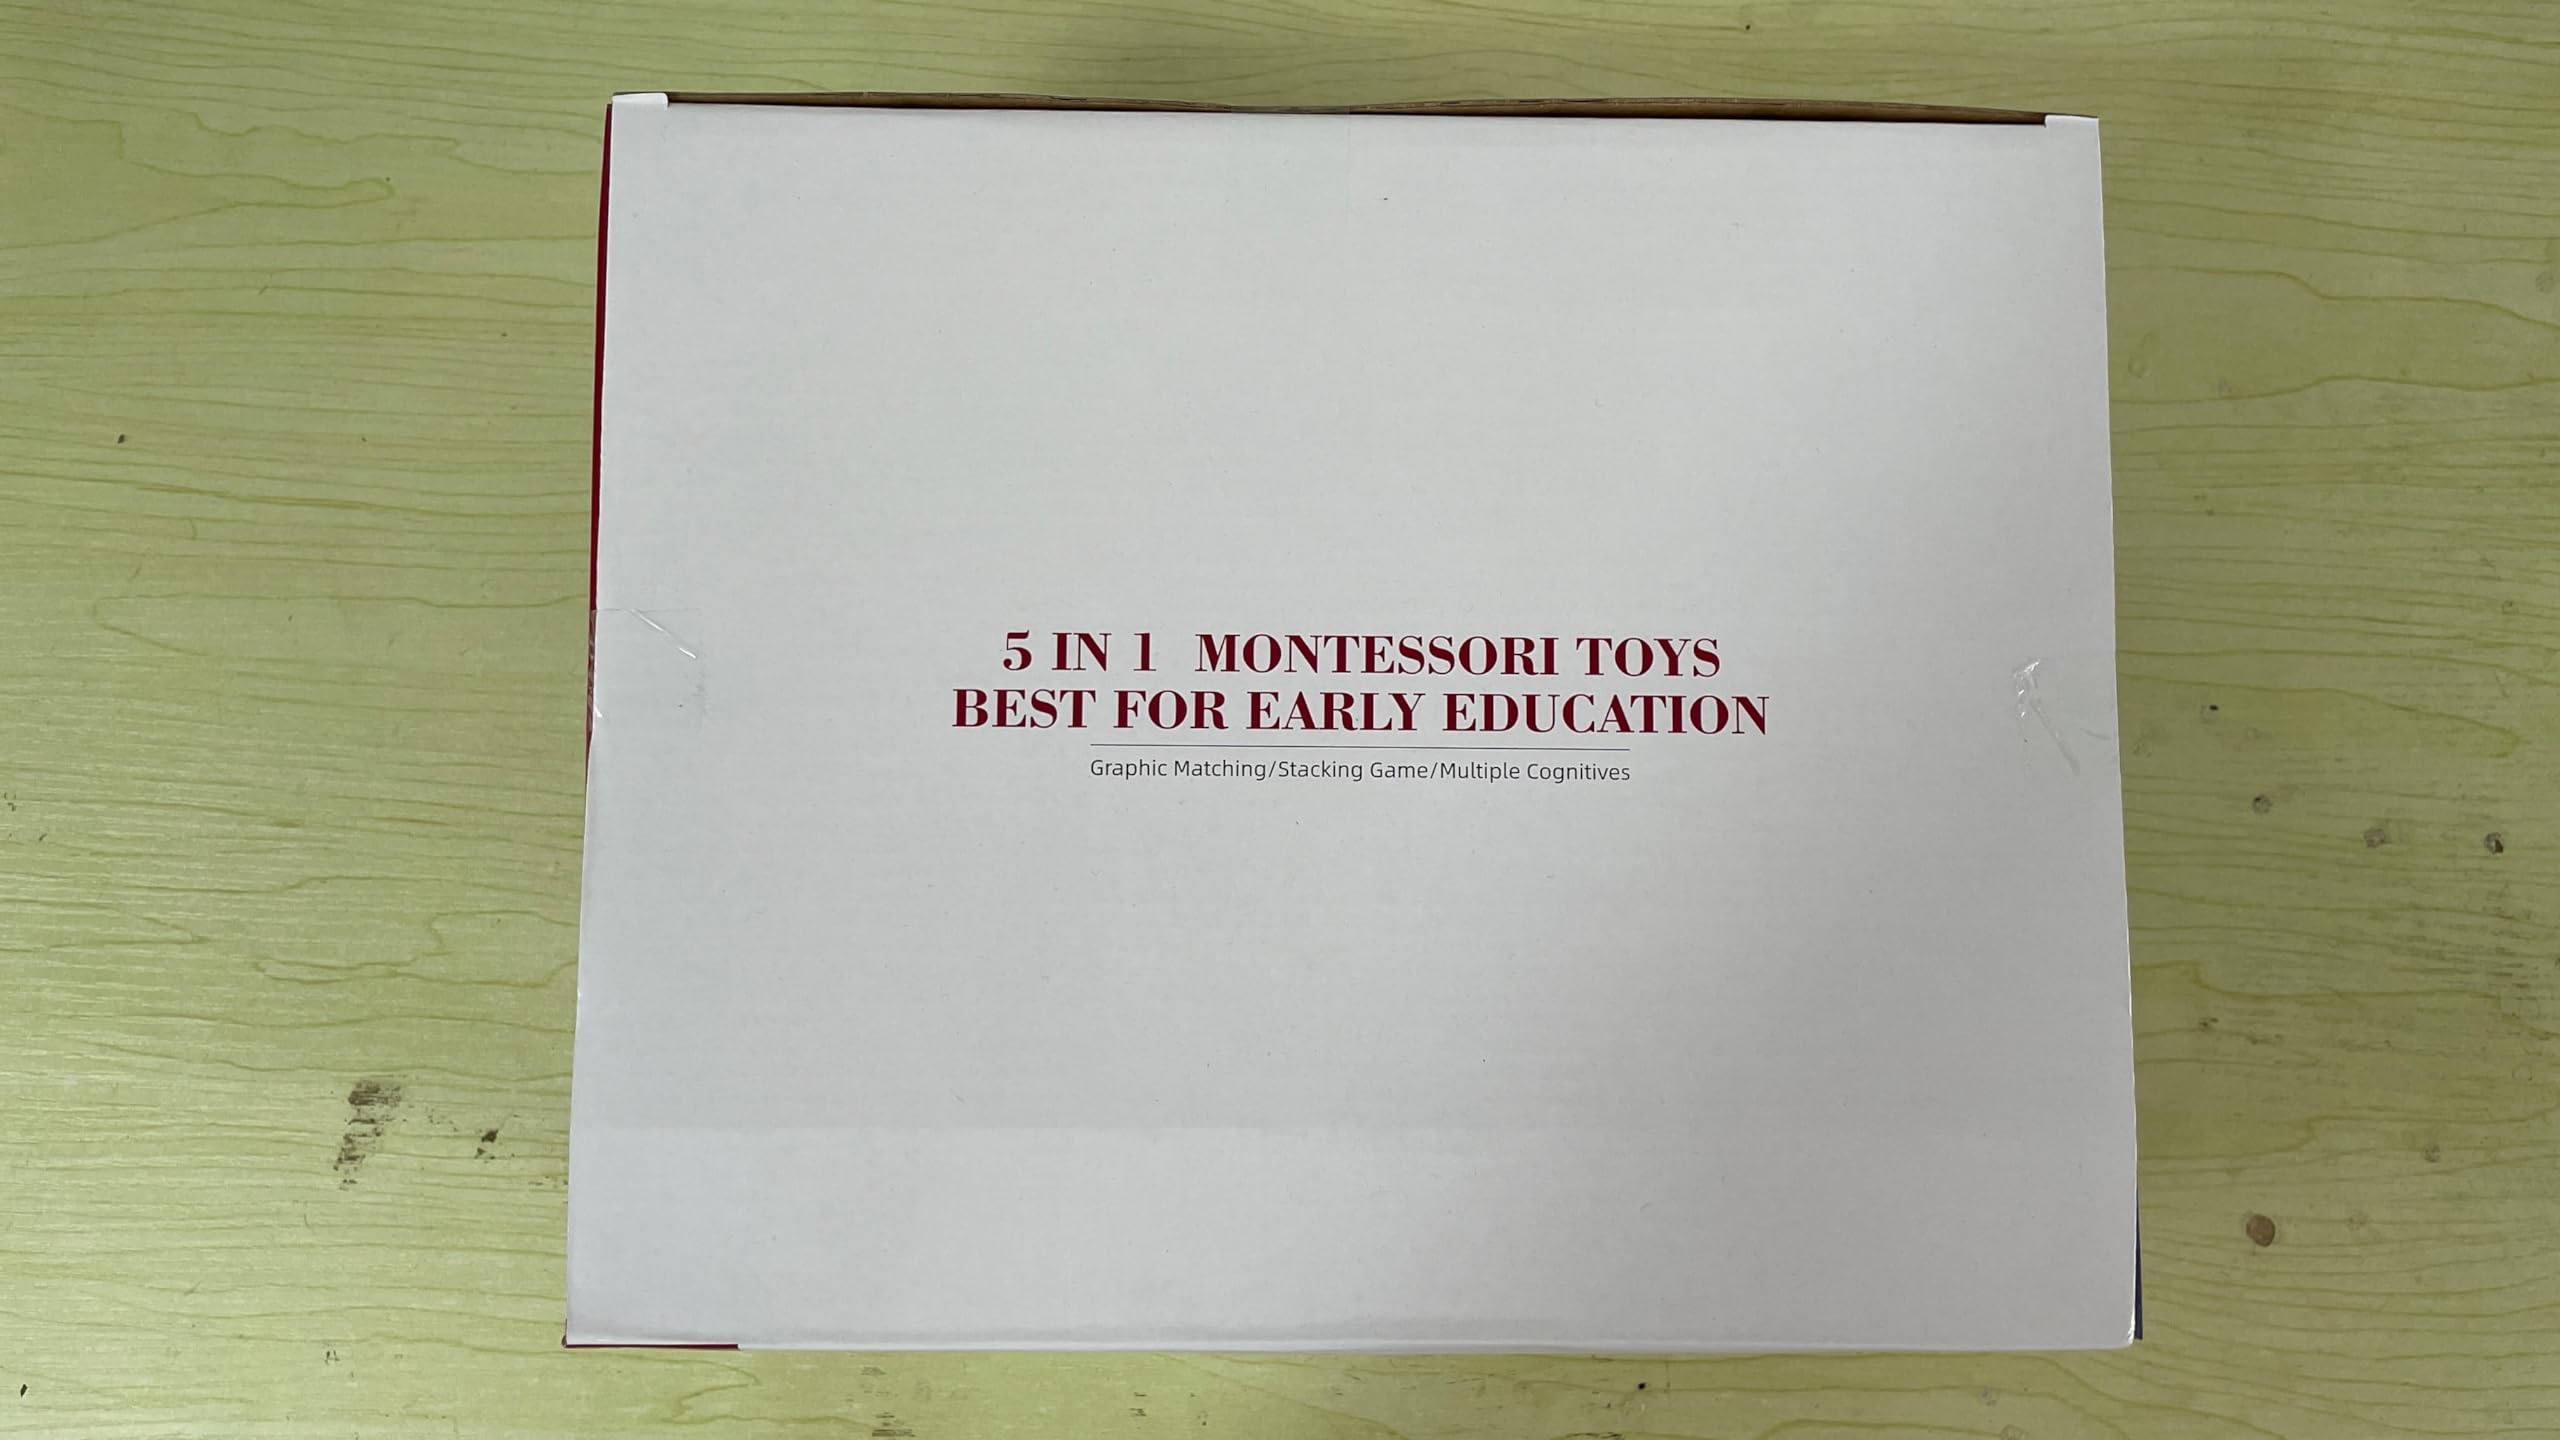 5 IN 1 MONTESSORI TOYS
BEST FOR EARLY EDUCATION
Graphic Matching/Stacking Game/Multiple Cognitives